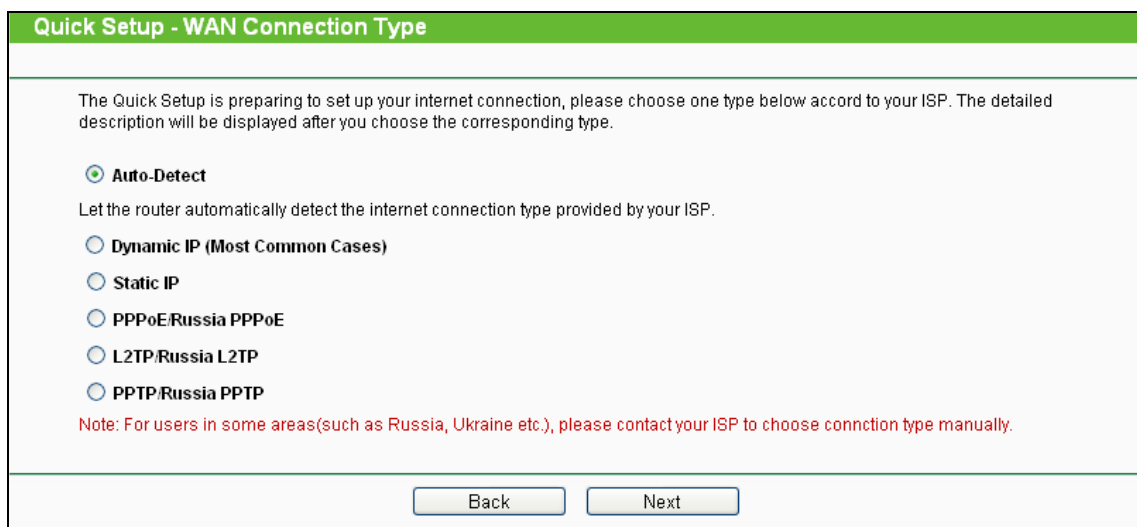 Quick Setup - WAN Connection Type
The Quick Setup is preparing to set up your internet connection, please choose one type below accord to your ISP. The detailed
description will be displayed after you choose the corresponding type.
Auto-Detect
Let the router automatically detect the internet connection type provided by your ISP.
Dynamic IP (Most Common Cases)
Static IP
PPPoE/Russia PPPoE
L2TP/Russia L2TP
PPTP/Russia PPTP
Note: For users in some areas(such as Russia, Ukraine etc.), please contact your ISP to choose connction type manually.
Back Next